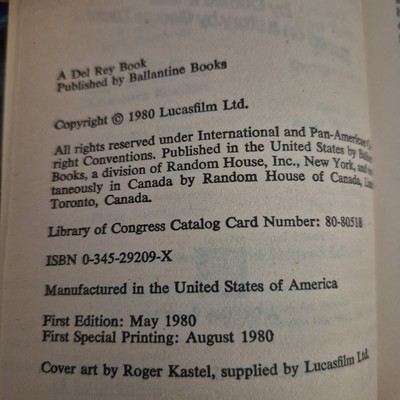 A Del Rey Book
Published by Ballantine Books
Copyright © 1980 Lucasfilm Ltd.
All rights reserved under International and Pan-American
right Conventions. Published in the United States by
Books, a division of Random House, Inc., New York, and
taneously in Canada by Random House of Canada,
Toronto, Canada.
Library of Congress Catalog Card Number: 80-80518
ISBN 0-345-29209-X
Manufactured in the United States of America
First Edition: May 1980
First Special Printing: August 1980
Cover art by Roger Kastel, supplied by Lucasfilm Ltd.